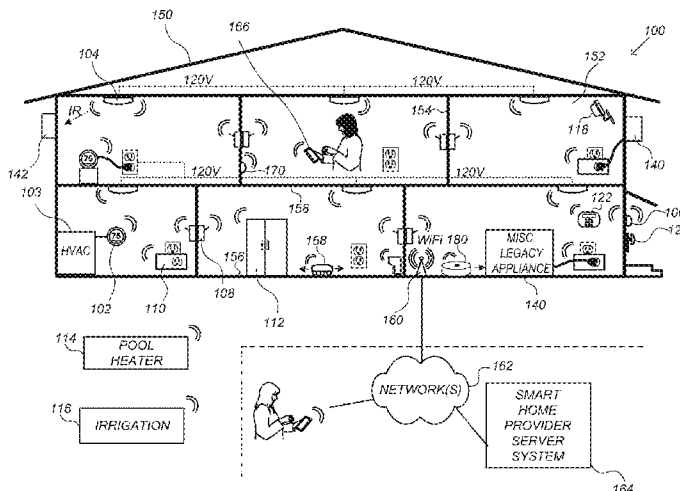 150
166
100
104
120V
120V
152
154
IR
118
142
75
120V
170
120V
140
103
156
122
HVAC
75
WiFi
180
MISC.
LEGACY
APPLIANCE
156
168
102
110
108
112
160
140
114
POOL
HEATER
162
NETWORK(S)
116
IRRIGATION
SMART
HOME
PROVIDER
SERVER
SYSTEM
164